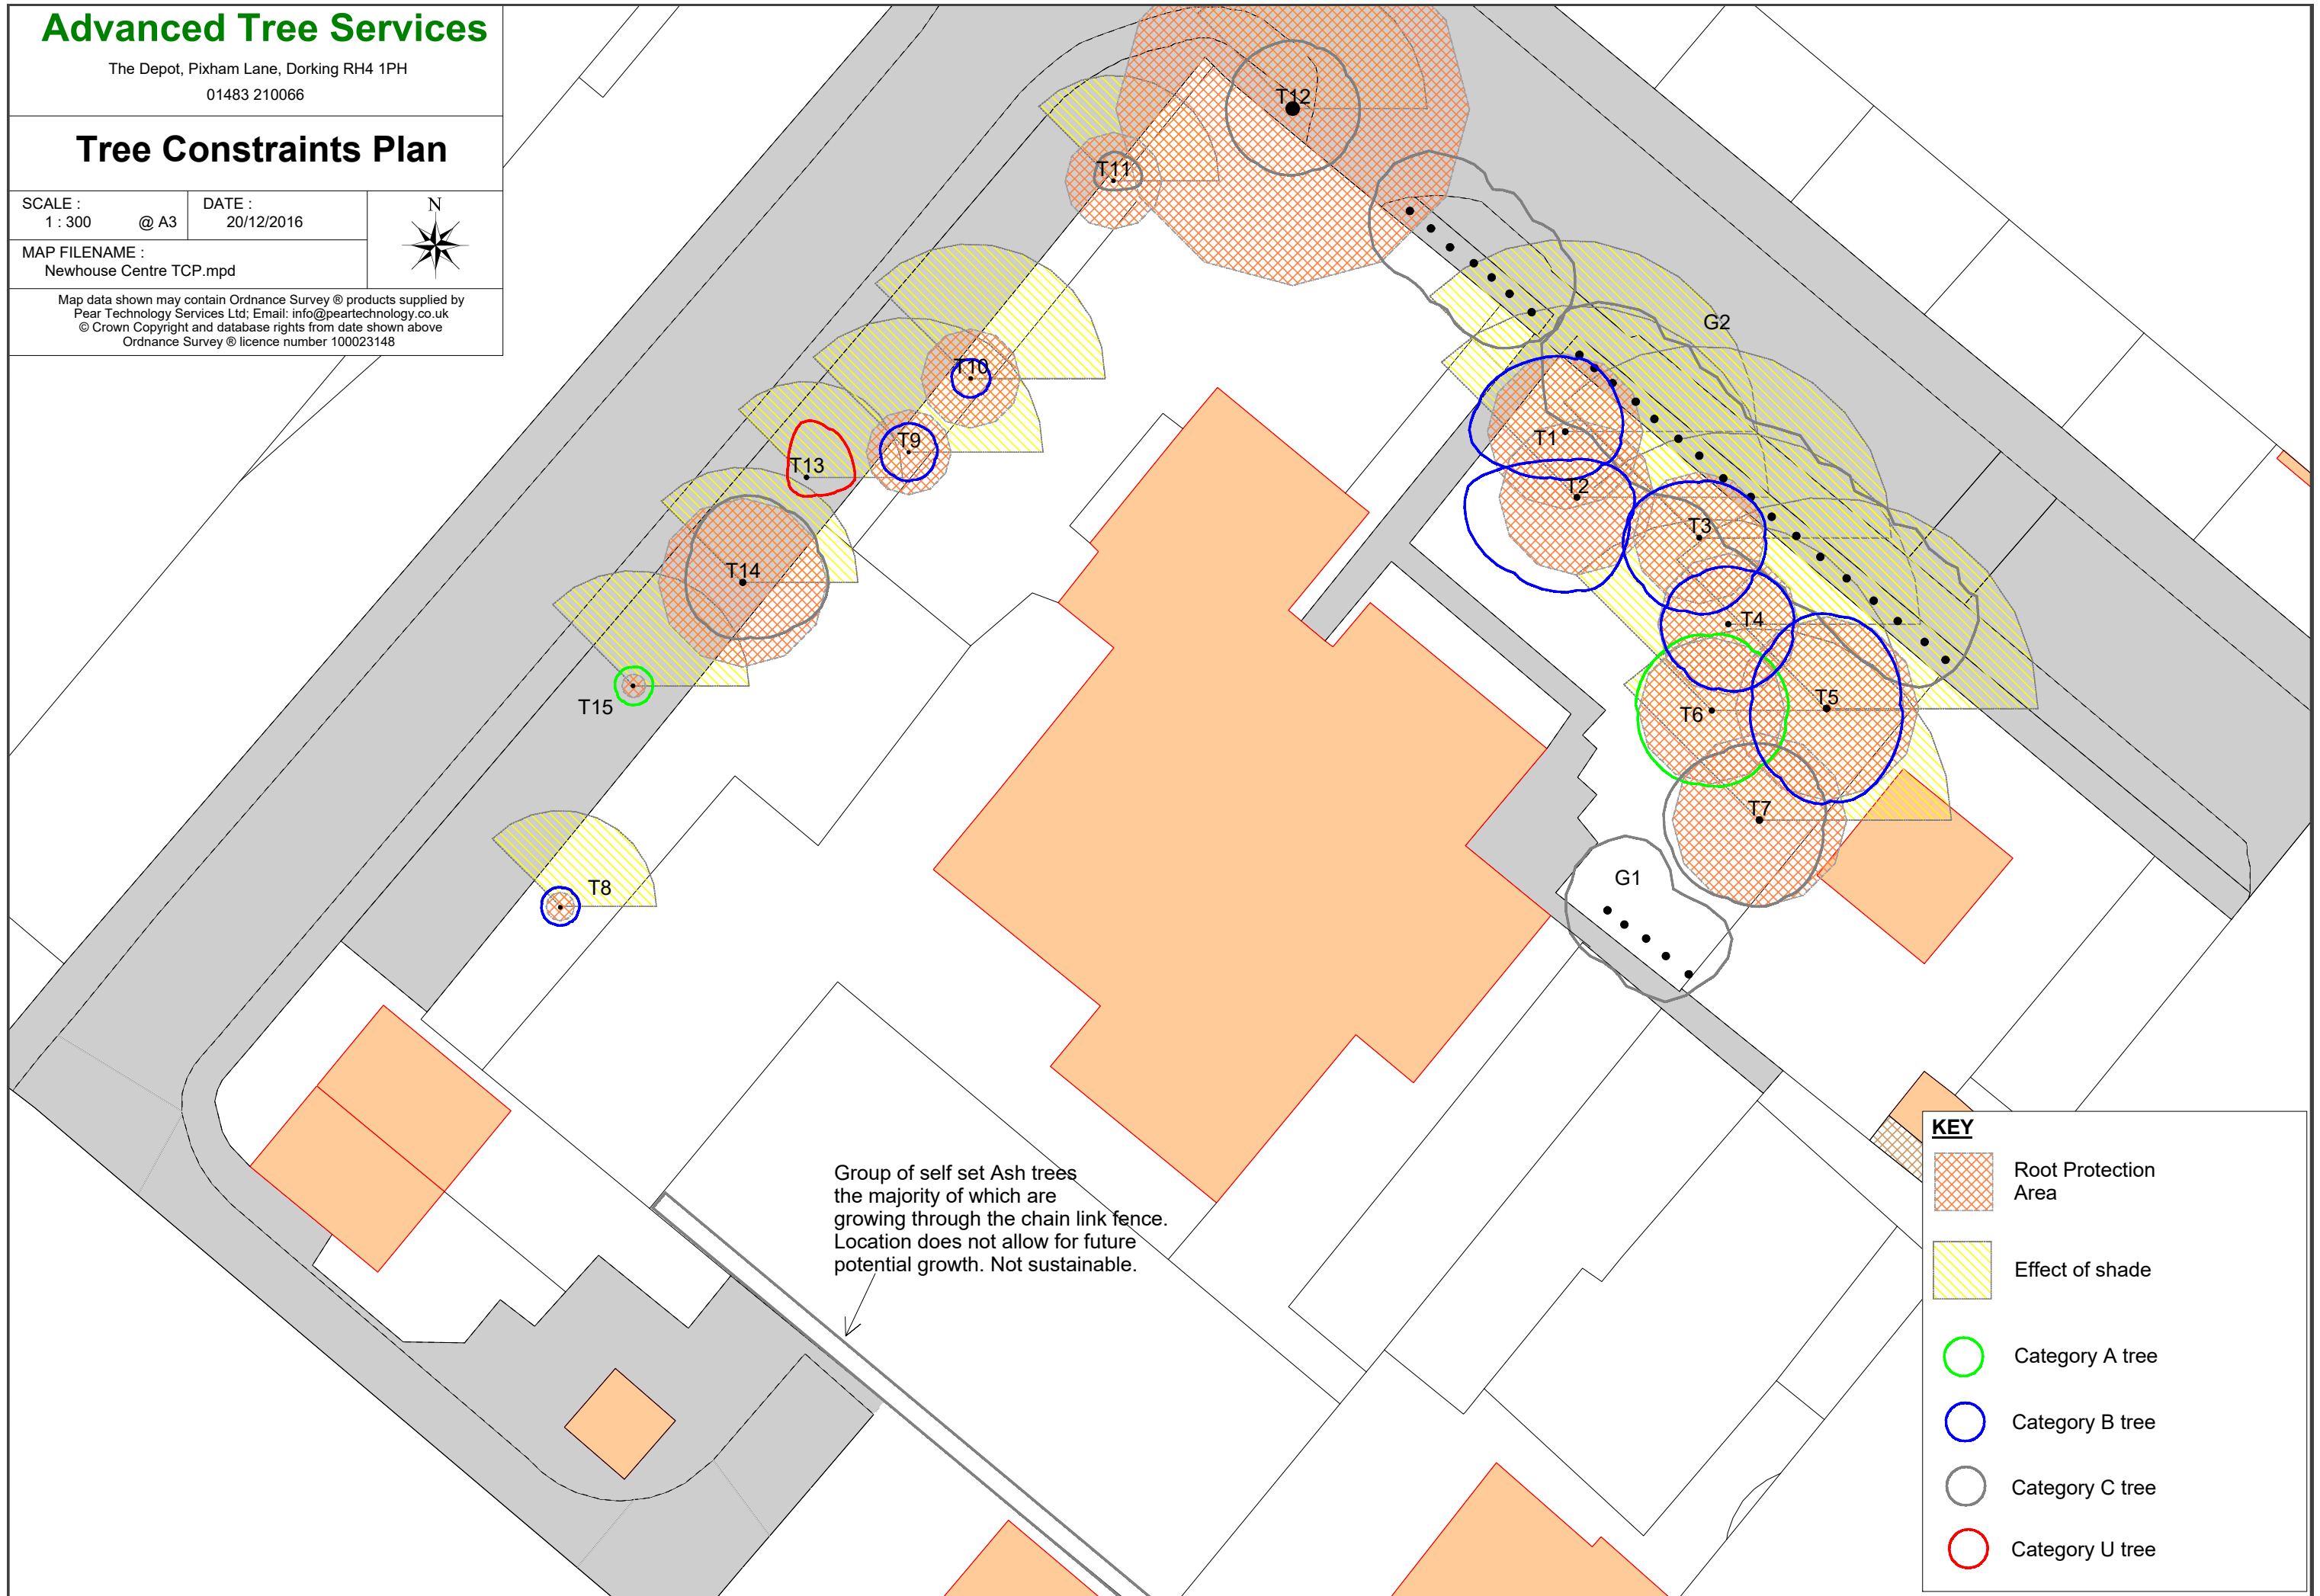 Advanced Tree Services
The Depot, Pixham Lane, Dorking RH4 1PH
01483 210066
Tree Constraints Plan
SCALE :
1 : 300 @ A3
DATE :
20/12/2016
N
MAP FILENAME :
Newhouse Centre TCP.mpd
Map data shown may contain Ordnance Survey ® products supplied by
Pear Technology Services Ltd; Email: info@peartechnology.co.uk
© Crown Copyright and database rights from date shown above
Ordnance Survey ® licence number 100023148
T12
T11
G2
T10
T1
T9
T13
T2
T3
T14
T4
T5
T15
T6
T7
G1
T8
Group of self set Ash trees
the majority of which are
growing through the chain link fence.
Location does not allow for future
potential growth. Not sustainable.
KEY
Root Protection
Area
Effect of shade
Category A tree
Category B tree
Category C tree
Category U tree